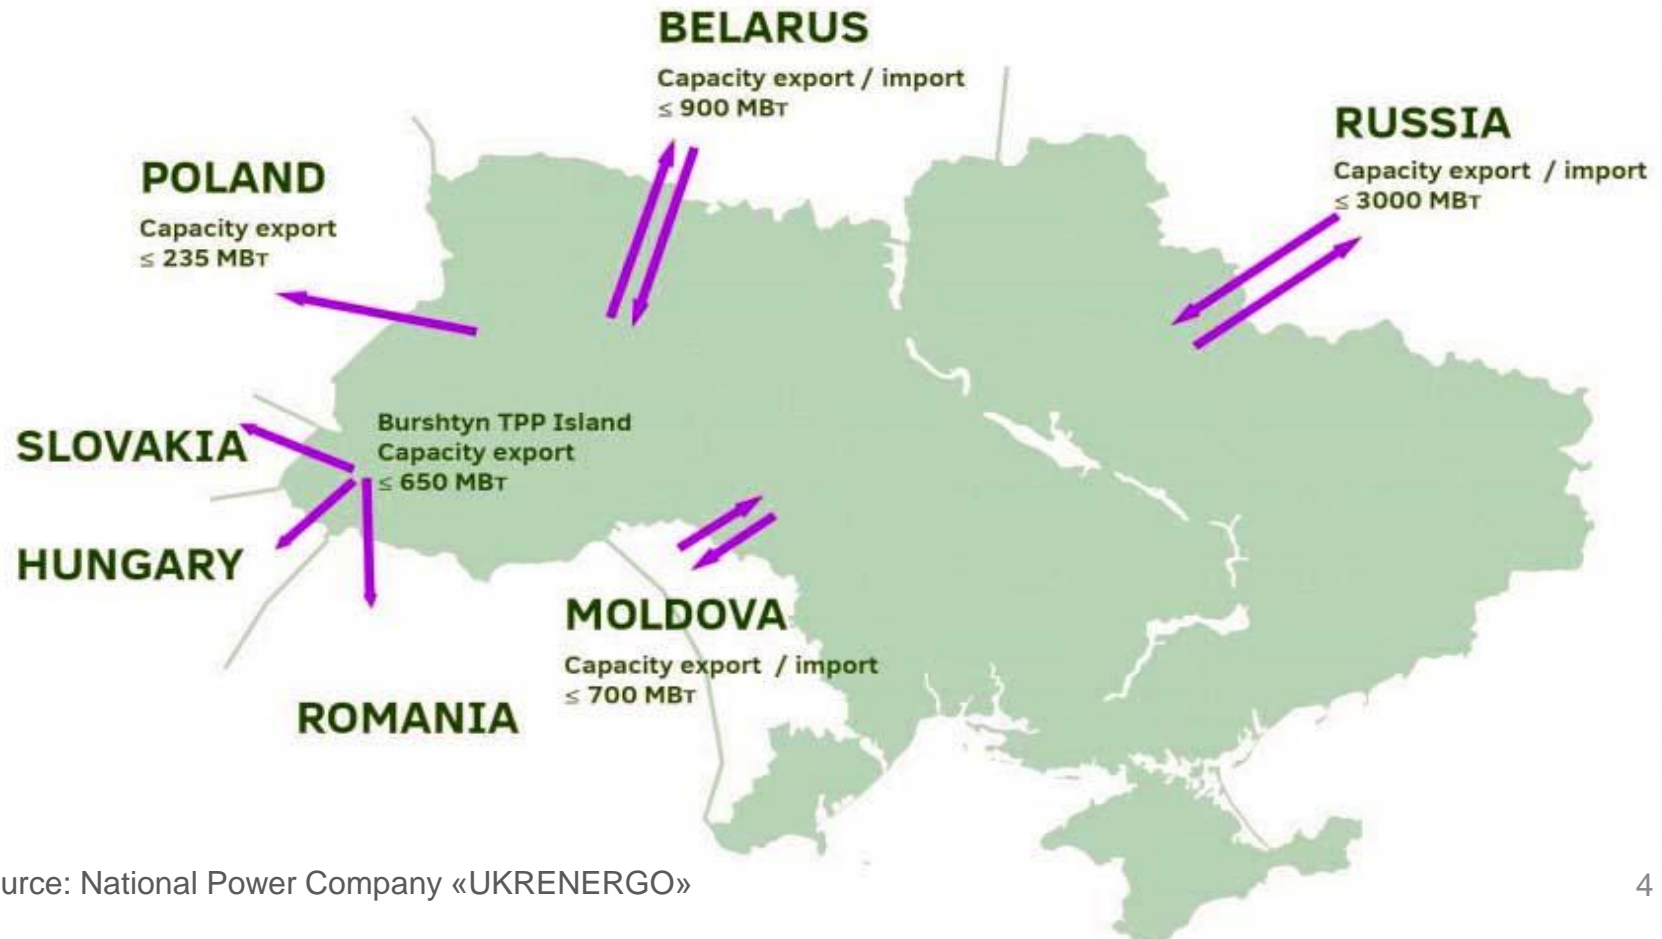 BELARUS
Capacity export / import
≤ 900 МВт
RUSSIA
Capacity export / import
≤ 3000 МВт
POLAND
Capacity export
≤ 235 МВт
SLOVAKIA
Burshtyn TPP Island
Capacity export
≤ 650 МВт
HUNGARY
MOLDOVA
Capacity export / import
≤ 700 МВт
ROMANIA
urce: National Power Company «UKRENERGO»
4